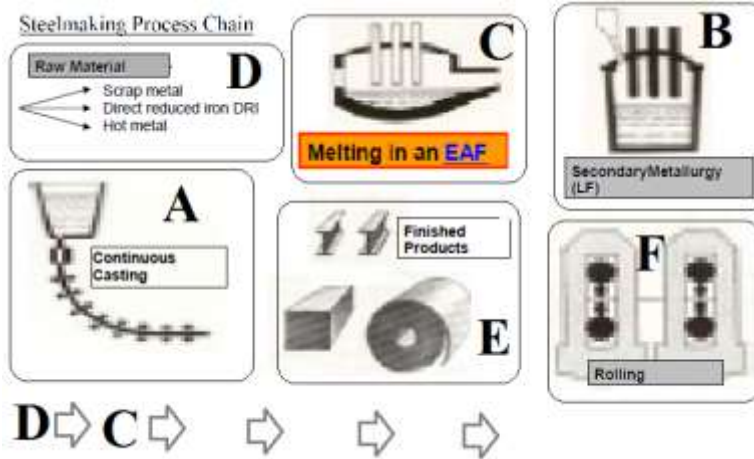 Steelmaking Process Chain
D
Raw Material
Scrap metal
Direct reduced iron DRI
Hot metal
C
Melting in an EAF
B
SecondaryMetallurgy
(LF)
A
Continuous
Casting
Finished
Products
E
F
Rolling
D C